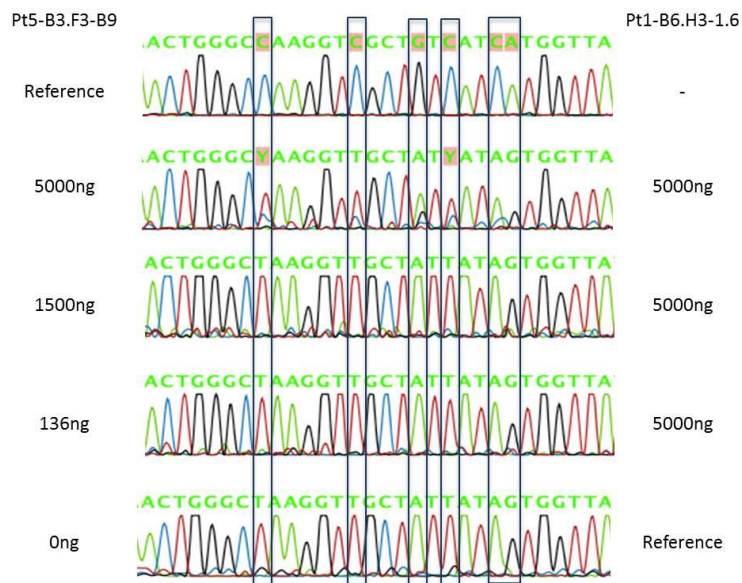 Pt5-B3.F3-B9
Pt1-B6.H3-1.6
ACTGGGCCAAGGTCGCTGTCATCATGGTTA
Reference
-
ACTGGGCYAAGGTTGCTATYATAGTGGTTA
5000ng
5000ng
ACTGGGCTAAGGTTGCTATTATAGTGGTTA
1500ng
5000ng
ACTGGGCTAAGGTTGCTATTATAGTGGTTA
136ng
5000ng
ACTGGGCTAAGGTTGCTATTATAGTGGTTA
0ng
Reference